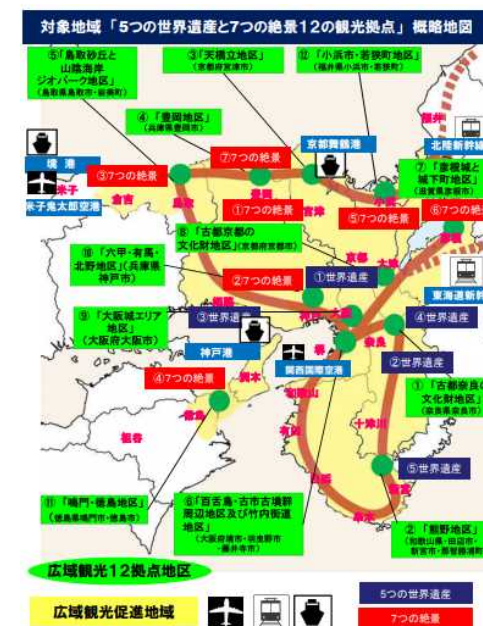 対象地域「5つの世界遺産と7つの絶景12の観光拠点」概略地図
⑤「鳥取砂丘と
山陰海岸
ジオパーク地区」
(鳥取県鳥取市・岩美町)
③「天橋立地区」
(京都府宮津市)
⑫「小浜市・若狭町地区」
(福井県小浜市・若狭町)
④「豊岡地区」
(兵庫県豊岡市)
京都舞鶴港
福井
北陸新幹線
境港
米子
米子鬼太郎空港
倉吉
③7つの絶景
鳥取
⑦7つの絶景
豊岡
①7つの絶景
宮津
小浜
⑤7つの絶景
⑦「彦根城と
城下町地区」
(滋賀県彦根市)
⑥7つの絶景
⑧「古都京都の
文化財地区」(京都府京都市)
京都
大津
⑩「六甲・有馬・
北野地区」(兵庫県
神戸市)
②7つの絶景
①世界遺産
東海道新幹
③世界遺産
神戸
大阪
④世界遺産
⑨「大阪城エリア
地区」
(大阪府大阪市)
神戸港
堺
奈良
②世界遺産
関西国際空港
④7つの絶景
洲本
和歌山
①「古都奈良の
文化財地区」
(奈良県奈良市)
徳島
祖谷
有田
十津川
⑤世界遺産
白浜
新宮
串本
⑪「鳴門・徳島地区」
(徳島県鳴門市・徳島市)
⑥「百舌鳥・古市古墳群
周辺地区及び竹内街道
地区」
(大阪府堺市・羽曳野市
・藤井寺市)
②「熊野地区」
(和歌山県・田辺市・
新宮市・那智勝浦町)
広域観光12拠点地区
広域観光促進地域
5つの世界遺産
7つの絶景